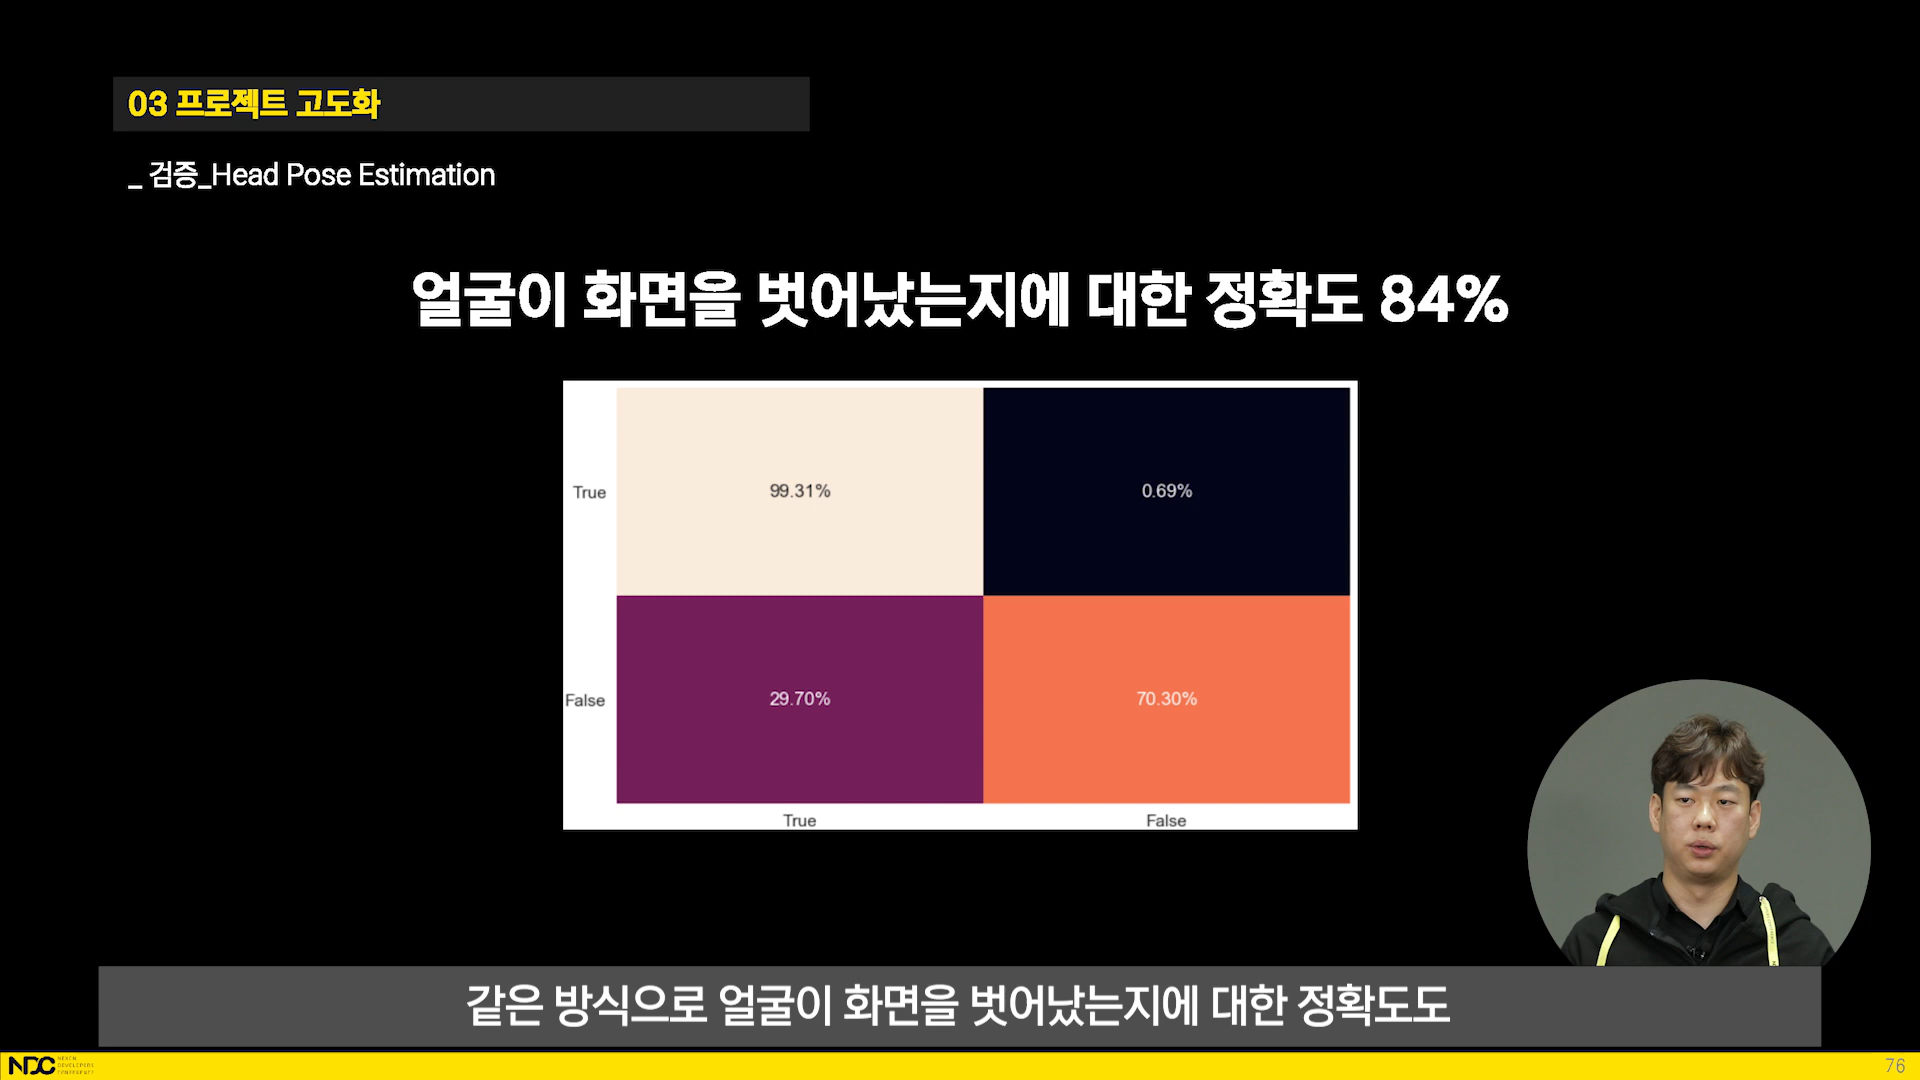 03 프로젝트 고도화
_ 검증_Head Pose Estimation
얼굴이 화면을 벗어났는지에 대한 정확도 84%
True 99.31% 0.69%
False 29.70% 70.30%
True False
같은 방식으로 얼굴이 화면을 벗어났는지에 대한 정확도도
NDC
NEXON
DEVELOPERS
CONFERENCE
76